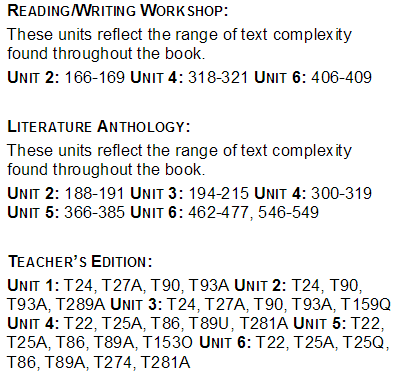 READING/WRITING WORKSHOP:
These units reflect the range of text complexity
found throughout the book.
UNIT 2: 166-169 UNIT 4: 318-321 UNIT 6: 406-409
LITERATURE ANTHOLOGY:
These units reflect the range of text complexity
found throughout the book.
UNIT 2: 188-191 UNIT 3: 194-215 UNIT 4: 300-319
UNIT 5: 366-385 UNIT 6: 462-477, 546-549
TEACHER'S EDITION:
UNIT 1: T24, T27A, T90, T93A UNIT 2: T24, T90,
T93A, T289A UNIT 3: T24, T27A, T90, T93A, T159Q
UNIT 4: T22, T25A, T86, T89U, T281A UNIT 5: T22,
T25A, T86, T89A, T153O UNIT 6: T22, T25A, T25Q,
T86, T89A, T274, T281A